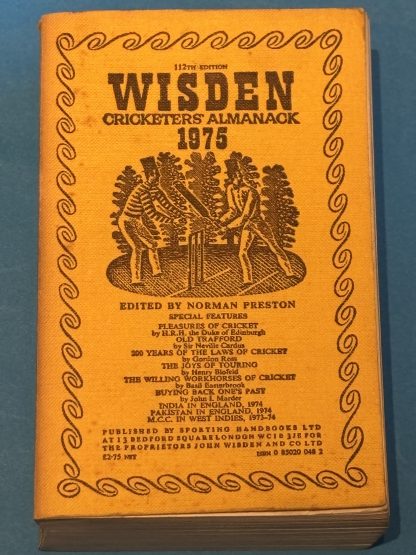 112TH EDITION
WISDEN
CRICKETERS' ALMANACK
1975
EDITED BY NORMAN PRESTON
SPECIAL FEATURES
PLEASURES OF CRICKET
by H.R.H. the Duke of Edinburgh
OLD TRAFFORD
by Sir Neville Cardus
200 YEARS OF THE LAWS OF CRICKET
by Gordon Ross
THE JOYS OF TOURING
by Henry Blofeld
THE WILLING WORKHORSES OF CRICKET
by Basil Easterbrook
BUYING BACK ONE'S PAST
by John I. Marder
INDIA IN ENGLAND, 1974
PAKISTAN IN ENGLAND, 1974
M.C.C. IN WEST INDIES, 1973-74
PUBLISHED BY SPORTING HANDBOOKS LTD
AT 13 BEDFORD SQUARE LONDON WC1B 3JE FOR
THE PROPRIETORS JOHN WISDEN AND CO LTD
£2·75 NET ISBN 0 85020 048 2